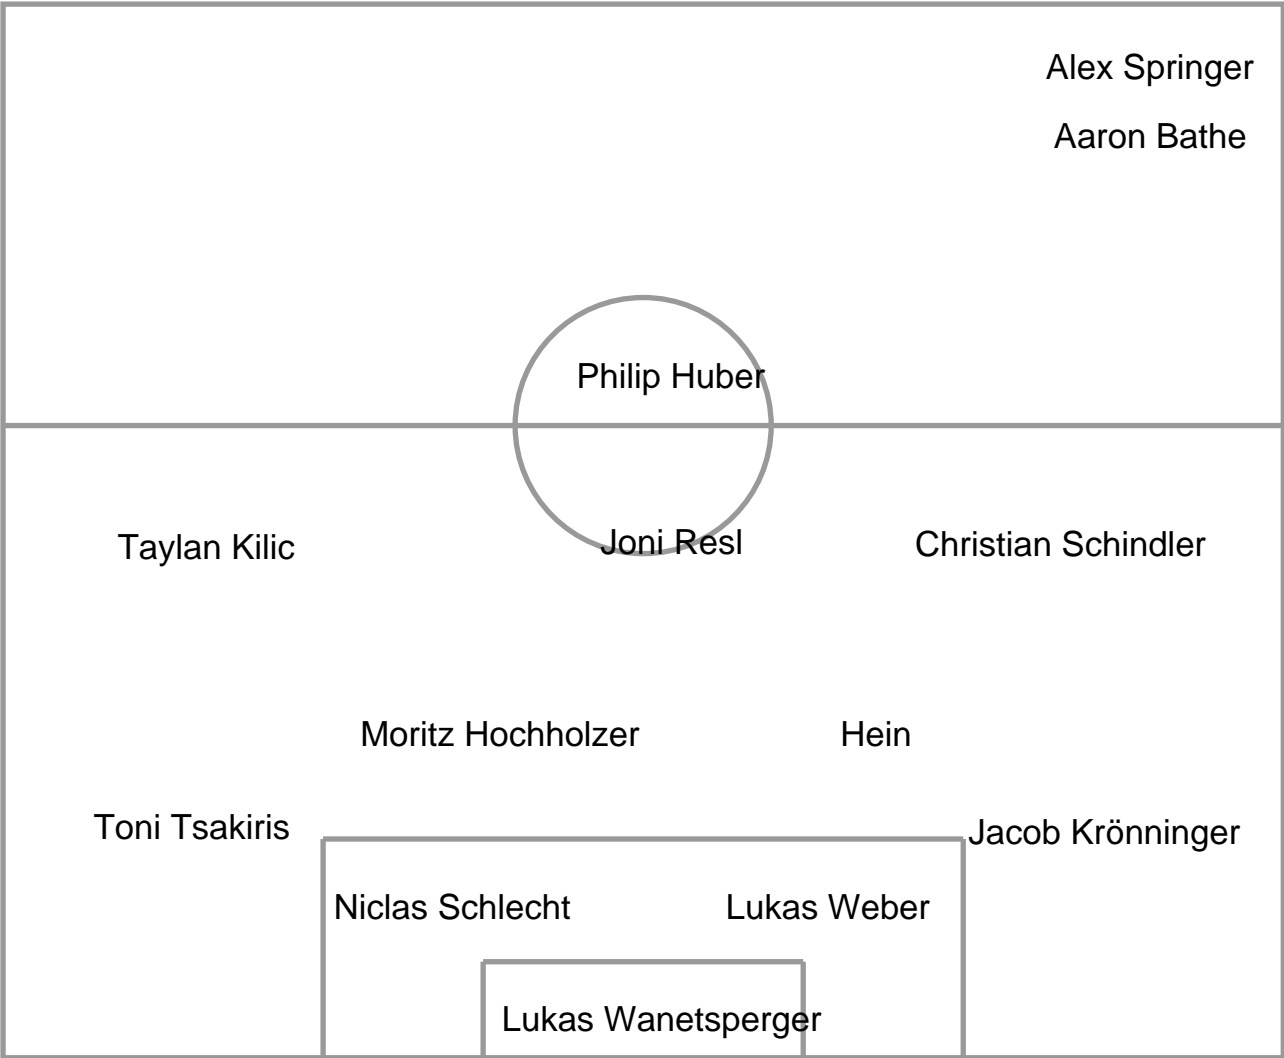 Alex Springer
Aaron Bathe
Philip Huber
Taylan Kilic
Joni Resl
Christian Schindler
Moritz Hochholzer
Hein
Toni Tsakiris
Jacob Krönninger
Niclas Schlecht
Lukas Weber
Lukas Wanetsperger